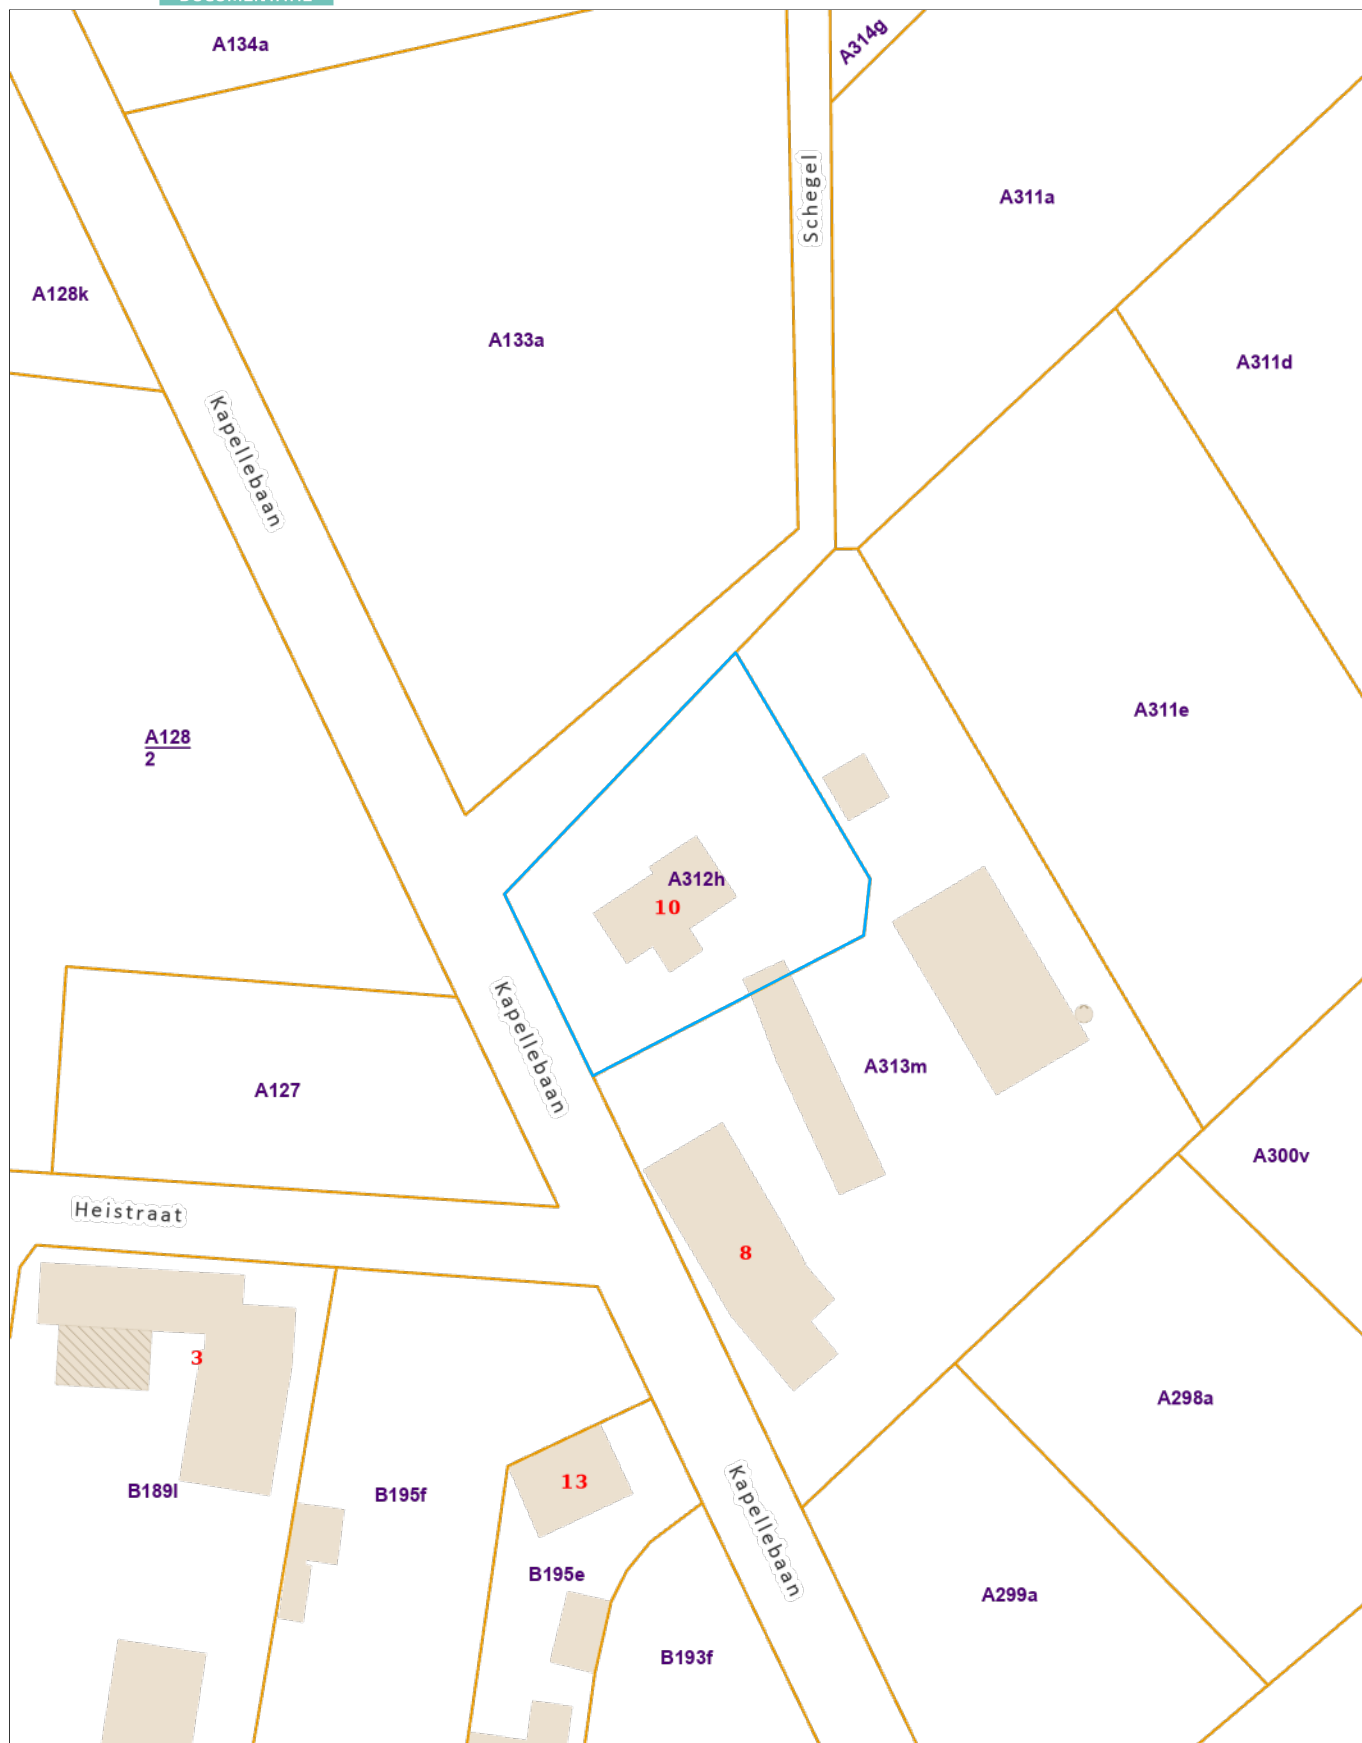 A134a
A314g
Schegel
A311a
A128k
A133a
A311d
Kapellebaan
A311e
A128
2
A312h
10
Kapellebaan
A313m
A127
A300v
Heistraat
8
3
A298a
13
B189l
B195f
Kapellebaan
B195e
A299a
B193f